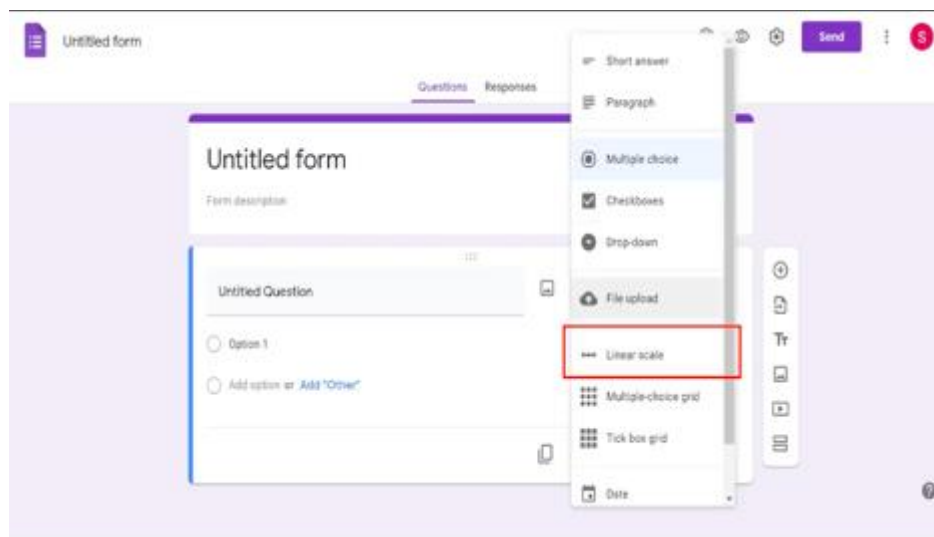 Untitled form
Send
S
Questions Responses
Untitled form
Form description
Untitled Question
Option 1
Add option or Add "Other"
Short answer
Paragraph
Multiple choice
Checkboxes
Drop-down
File upload
Linear scale
Multiple-choice grid
Tick box grid
Date
Tr